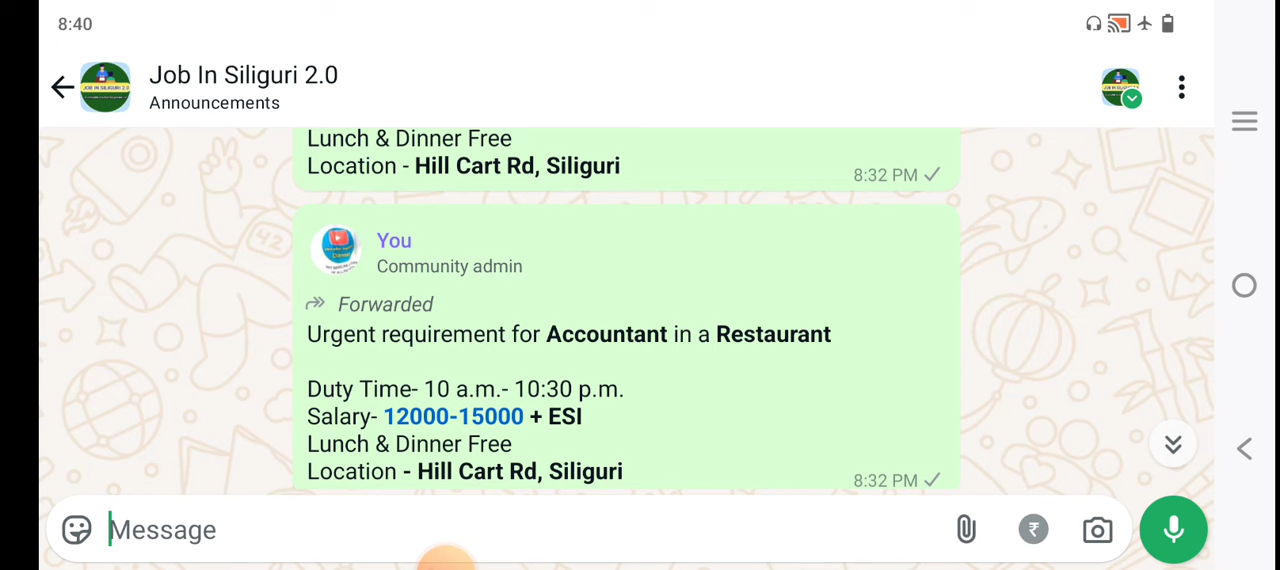 8:40
Job In Siliguri 2.0
Announcements
Lunch & Dinner Free
Location - Hill Cart Rd, Siliguri
8:32 PM
You
Community admin
Forwarded
Urgent requirement for Accountant in a Restaurant
Duty Time- 10 a.m.- 10:30 p.m.
Salary- 12000-15000 + ESI
Lunch & Dinner Free
Location - Hill Cart Rd, Siliguri
8:32 PM
Message
₹